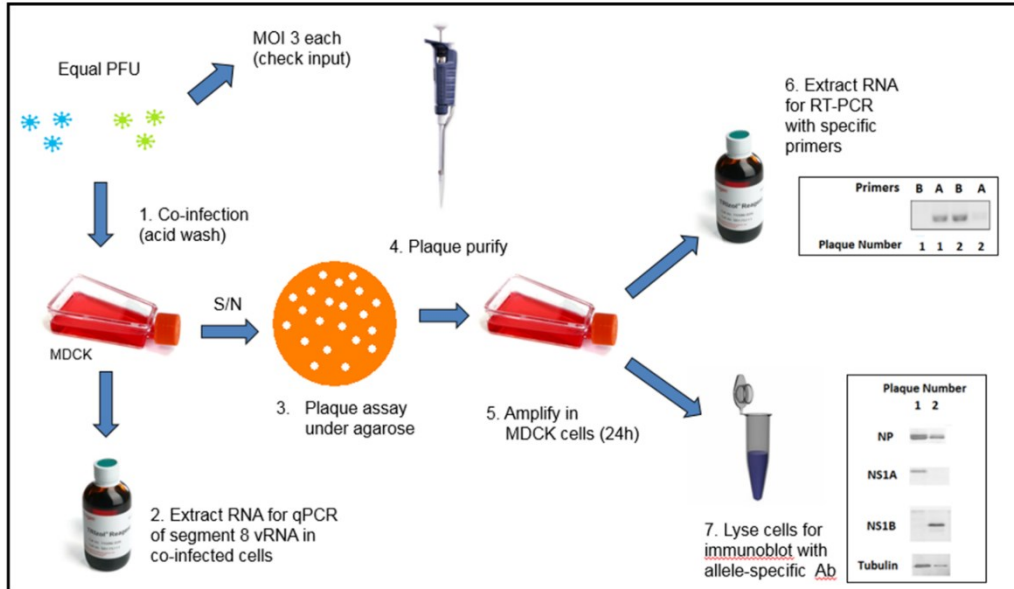 Equal PFU
MOI 3 each
(check input)
1. Co-infection
(acid wash)
MDCK
S/N
2. Extract RNA for qPCR
of segment 8 vRNA in
co-infected cells
3. Plaque assay
under agarose
4. Plaque purify
5. Amplify in
MDCK cells (24h)
6. Extract RNA
for RT-PCR
with specific
primers
Primers B A B A
Plaque Number 1 1 2 2
7. Lyse cells for
immunoblot with
allele-specific Ab
Plaque Number
1 2
NP
NS1A
NS1B
Tubulin